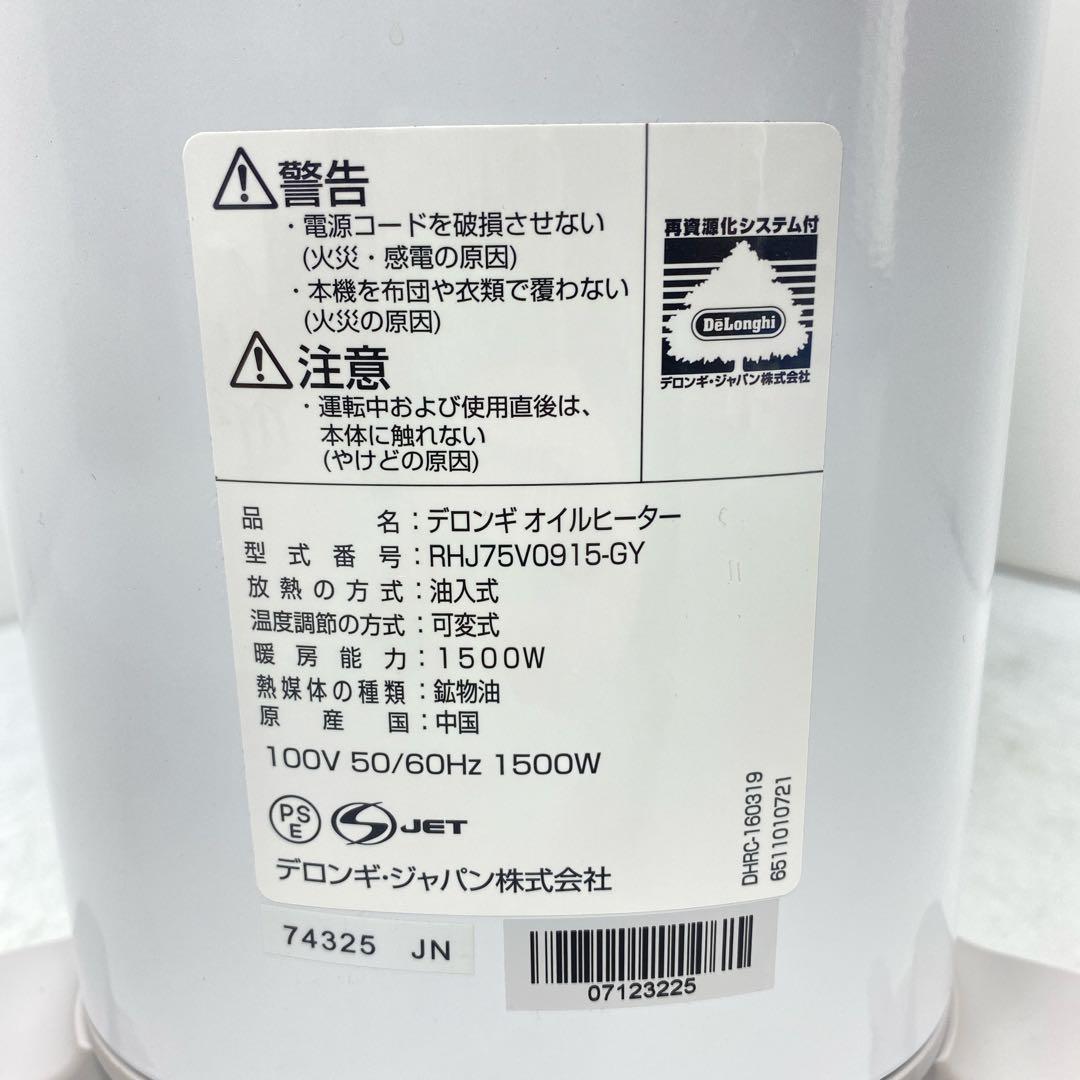 警告
・電源コードを破損させない
(火災・感電の原因)
・本機を布団や衣類で覆わない
(火災の原因)
注意
・運転中および使用直後は、
本体に触れない
(やけどの原因)
再資源化システム付
DeLonghi
デロンギ・ジャパン株式会社
品名：デロンギ オイルヒーター
型式番号：RHJ75V0915-GY
放熱の方式：油入式
温度調節の方式：可変式
暖房能力：1500W
熱媒体の種類：鉱物油
原産国：中国
100V 50/60Hz 1500W
PSE
JET
デロンギ・ジャパン株式会社
DHRC-160319
6511010721
74325 JN
07123225